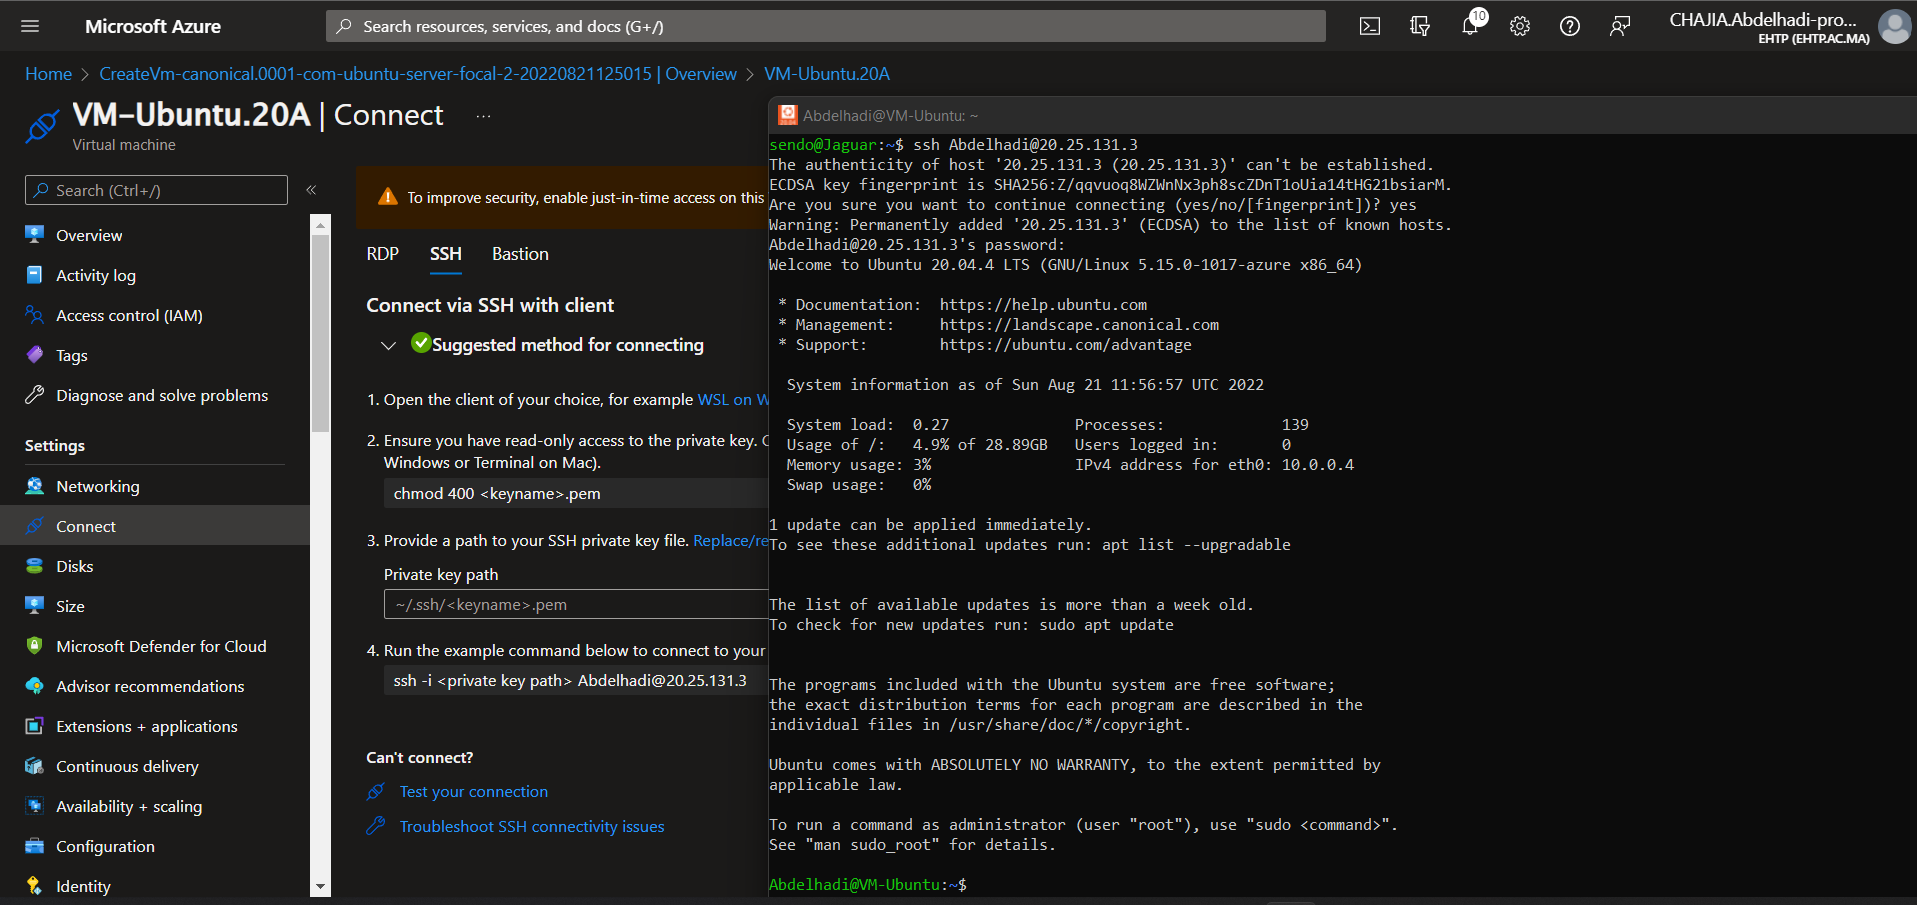 Microsoft Azure
Search resources, services, and docs (G+/)
10
CHAJIA.Abdelhadi-pro...
EHTP (EHTP.AC.MA)
Home > CreateVm-canonical.0001-com-ubuntu-server-focal-2-20220821125015 | Overview > VM-Ubuntu.20A
VM-Ubuntu.20A | Connect ...
Virtual machine
Search (Ctrl+/)
«
Overview
Activity log
Access control (IAM)
Tags
Diagnose and solve problems
Settings
Networking
Connect
Disks
Size
Microsoft Defender for Cloud
Advisor recommendations
Extensions + applications
Continuous delivery
Availability + scaling
Configuration
Identity
To improve security, enable just-in-time access on this
RDP SSH Bastion
Connect via SSH with client
Suggested method for connecting
1. Open the client of your choice, for example WSL on W
2. Ensure you have read-only access to the private key. C
Windows or Terminal on Mac).
chmod 400 <keyname>.pem
3. Provide a path to your SSH private key file. Replace/re
Private key path
~/.ssh/<keyname>.pem
4. Run the example command below to connect to your
ssh -i <private key path> Abdelhadi@20.25.131.3
Can't connect?
Test your connection
Troubleshoot SSH connectivity issues
Abdelhadi@VM-Ubuntu: ~
sendo@Jaguar:~$ ssh Abdelhadi@20.25.131.3
The authenticity of host '20.25.131.3 (20.25.131.3)' can't be established.
ECDSA key fingerprint is SHA256:Z/qqvuoq8WZWnNx3ph8scZDnT1oUia14tHG21bsiarM.
Are you sure you want to continue connecting (yes/no/[fingerprint])? yes
Warning: Permanently added '20.25.131.3' (ECDSA) to the list of known hosts.
Abdelhadi@20.25.131.3's password:
Welcome to Ubuntu 20.04.4 LTS (GNU/Linux 5.15.0-1017-azure x86_64)
* Documentation: https://help.ubuntu.com
* Management: https://landscape.canonical.com
* Support: https://ubuntu.com/advantage
System information as of Sun Aug 21 11:56:57 UTC 2022
System load: 0.27 Processes: 139
Usage of /: 4.9% of 28.89GB Users logged in: 0
Memory usage: 3% IPv4 address for eth0: 10.0.0.4
Swap usage: 0%
1 update can be applied immediately.
To see these additional updates run: apt list --upgradable
The list of available updates is more than a week old.
To check for new updates run: sudo apt update
The programs included with the Ubuntu system are free software;
the exact distribution terms for each program are described in the
individual files in /usr/share/doc/*/copyright.
Ubuntu comes with ABSOLUTELY NO WARRANTY, to the extent permitted by
applicable law.
To run a command as administrator (user "root"), use "sudo <command>".
See "man sudo_root" for details.
Abdelhadi@VM-Ubuntu:~$